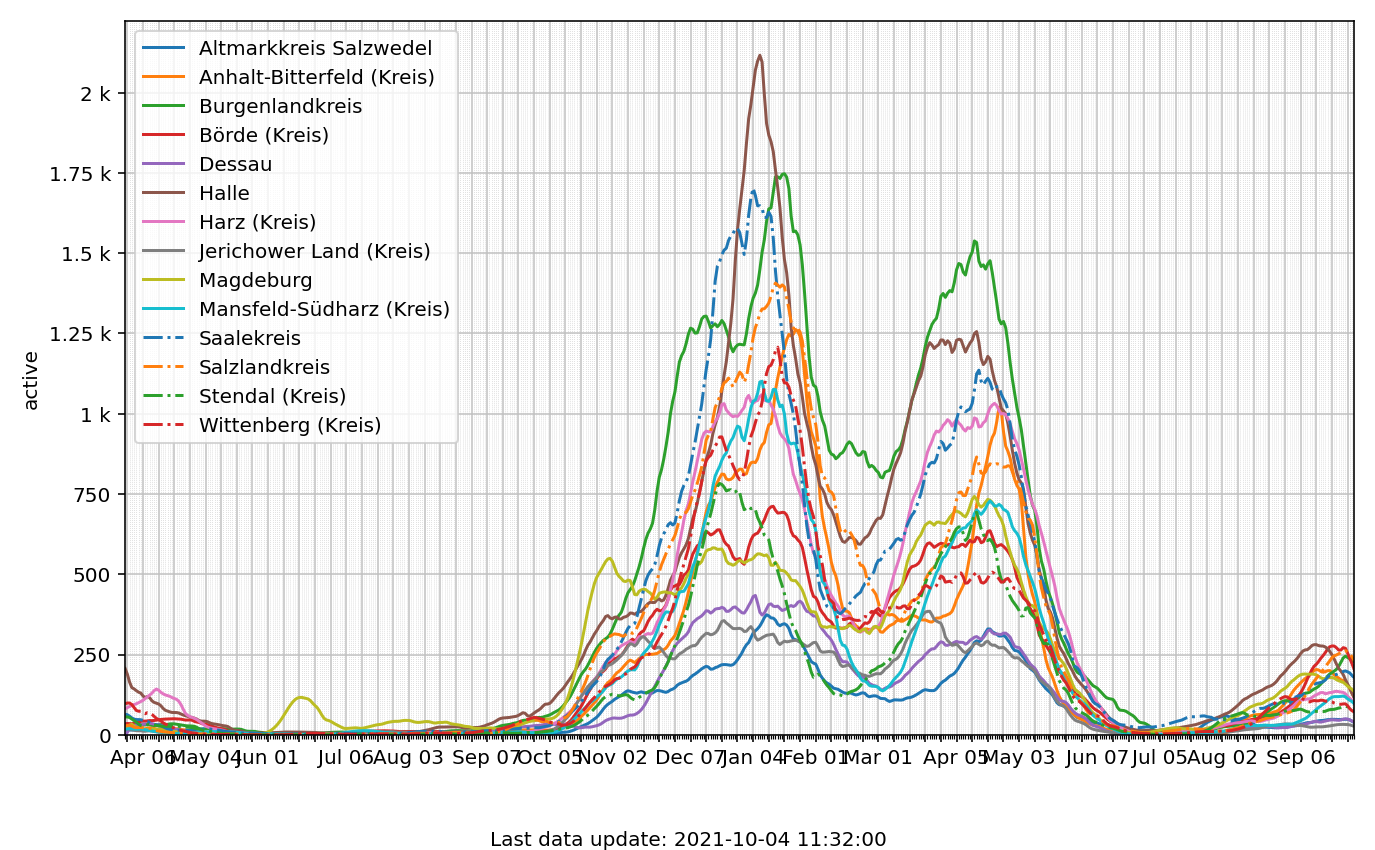 Altmarkkreis Salzwedel
Anhalt-Bitterfeld (Kreis)
Burgenlandkreis
Börde (Kreis)
Dessau
Halle
Harz (Kreis)
Jerichower Land (Kreis)
Magdeburg
Mansfeld-Südharz (Kreis)
Saalekreis
Salzlandkreis
Stendal (Kreis)
Wittenberg (Kreis)
2 k
1.75 k
1.5 k
1.25 k
1 k
750
500
250
0
active
Apr 06 May 04 Jun 01 Jul 06 Aug 03 Sep 07 Oct 05 Nov 02 Dec 07 Jan 04 Feb 01 Mar 01 Apr 05 May 03 Jun 07 Jul 05 Aug 02 Sep 06
Last data update: 2021-10-04 11:32:00